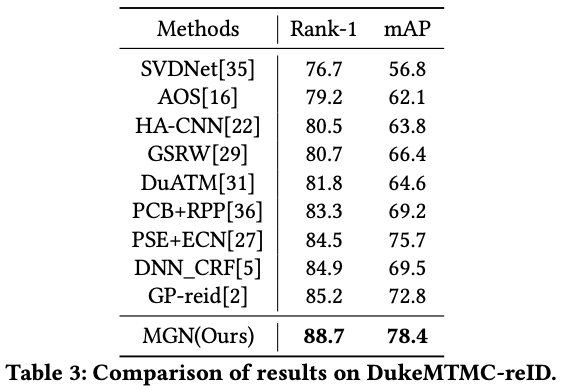 Methods Rank-1 mAP
SVDNet[35] 76.7 56.8
AOS[16] 79.2 62.1
HA-CNN[22] 80.5 63.8
GSRW[29] 80.7 66.4
DuATM[31] 81.8 64.6
PCB+RPP[36] 83.3 69.2
PSE+ECN[27] 84.5 75.7
DNN_CRF[5] 84.9 69.5
GP-reid[2] 85.2 72.8
MGN(Ours) 88.7 78.4
Table 3: Comparison of results on DukeMTMC-reID.